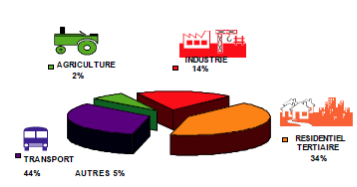 AGRICULTURE
2%
INDUSTRIE
14%
RESIDENTIEL
TERTIAIRE
34%
TRANSPORT
44% AUTRES 5%